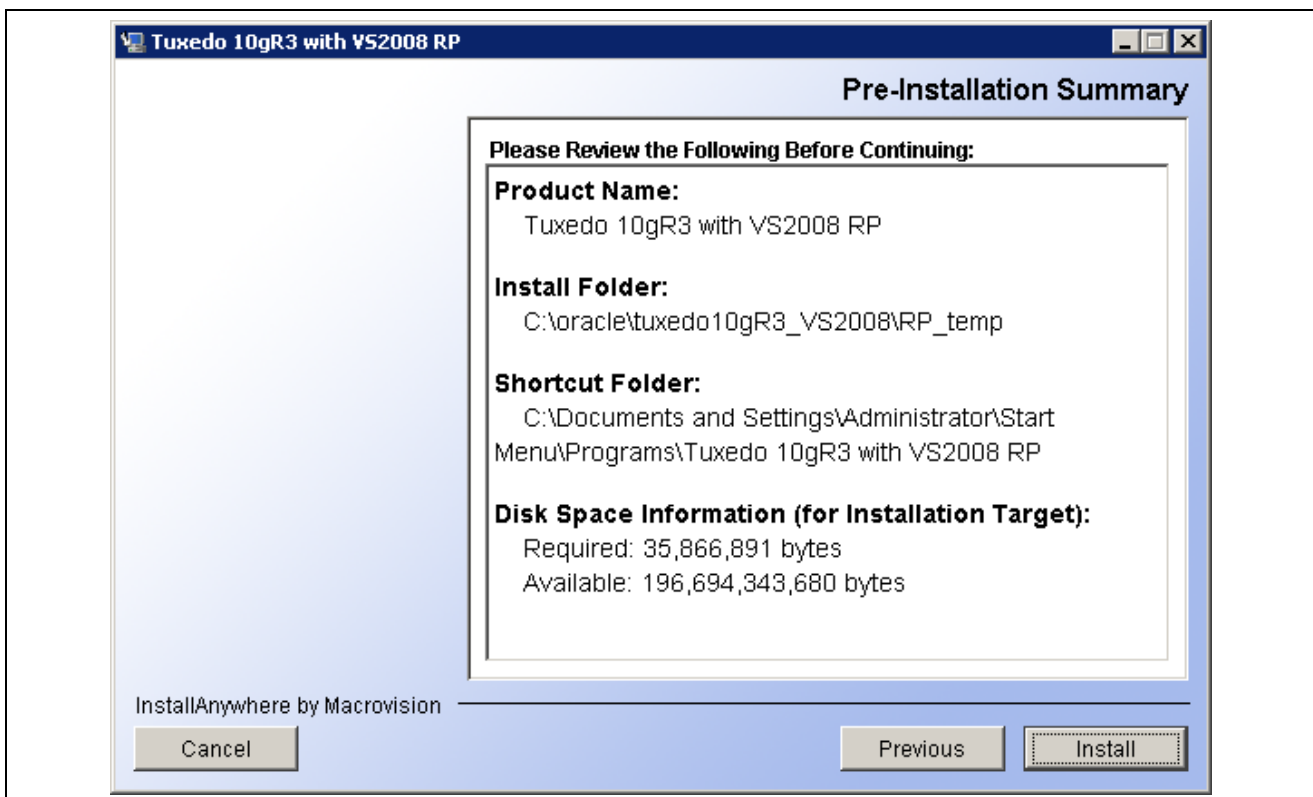 Tuxedo 10gR3 with VS2008 RP
Pre-Installation Summary
Please Review the Following Before Continuing:
Product Name:
Tuxedo 10gR3 with VS2008 RP
Install Folder:
C:\oracle\tuxedo10gR3_VS2008\RP_temp
Shortcut Folder:
C:\Documents and Settings\Administrator\Start
Menu\Programs\Tuxedo 10gR3 with VS2008 RP
Disk Space Information (for Installation Target):
Required: 35,866,891 bytes
Available: 196,694,343,680 bytes
InstallAnywhere by Macrovision
Cancel
Previous
Install